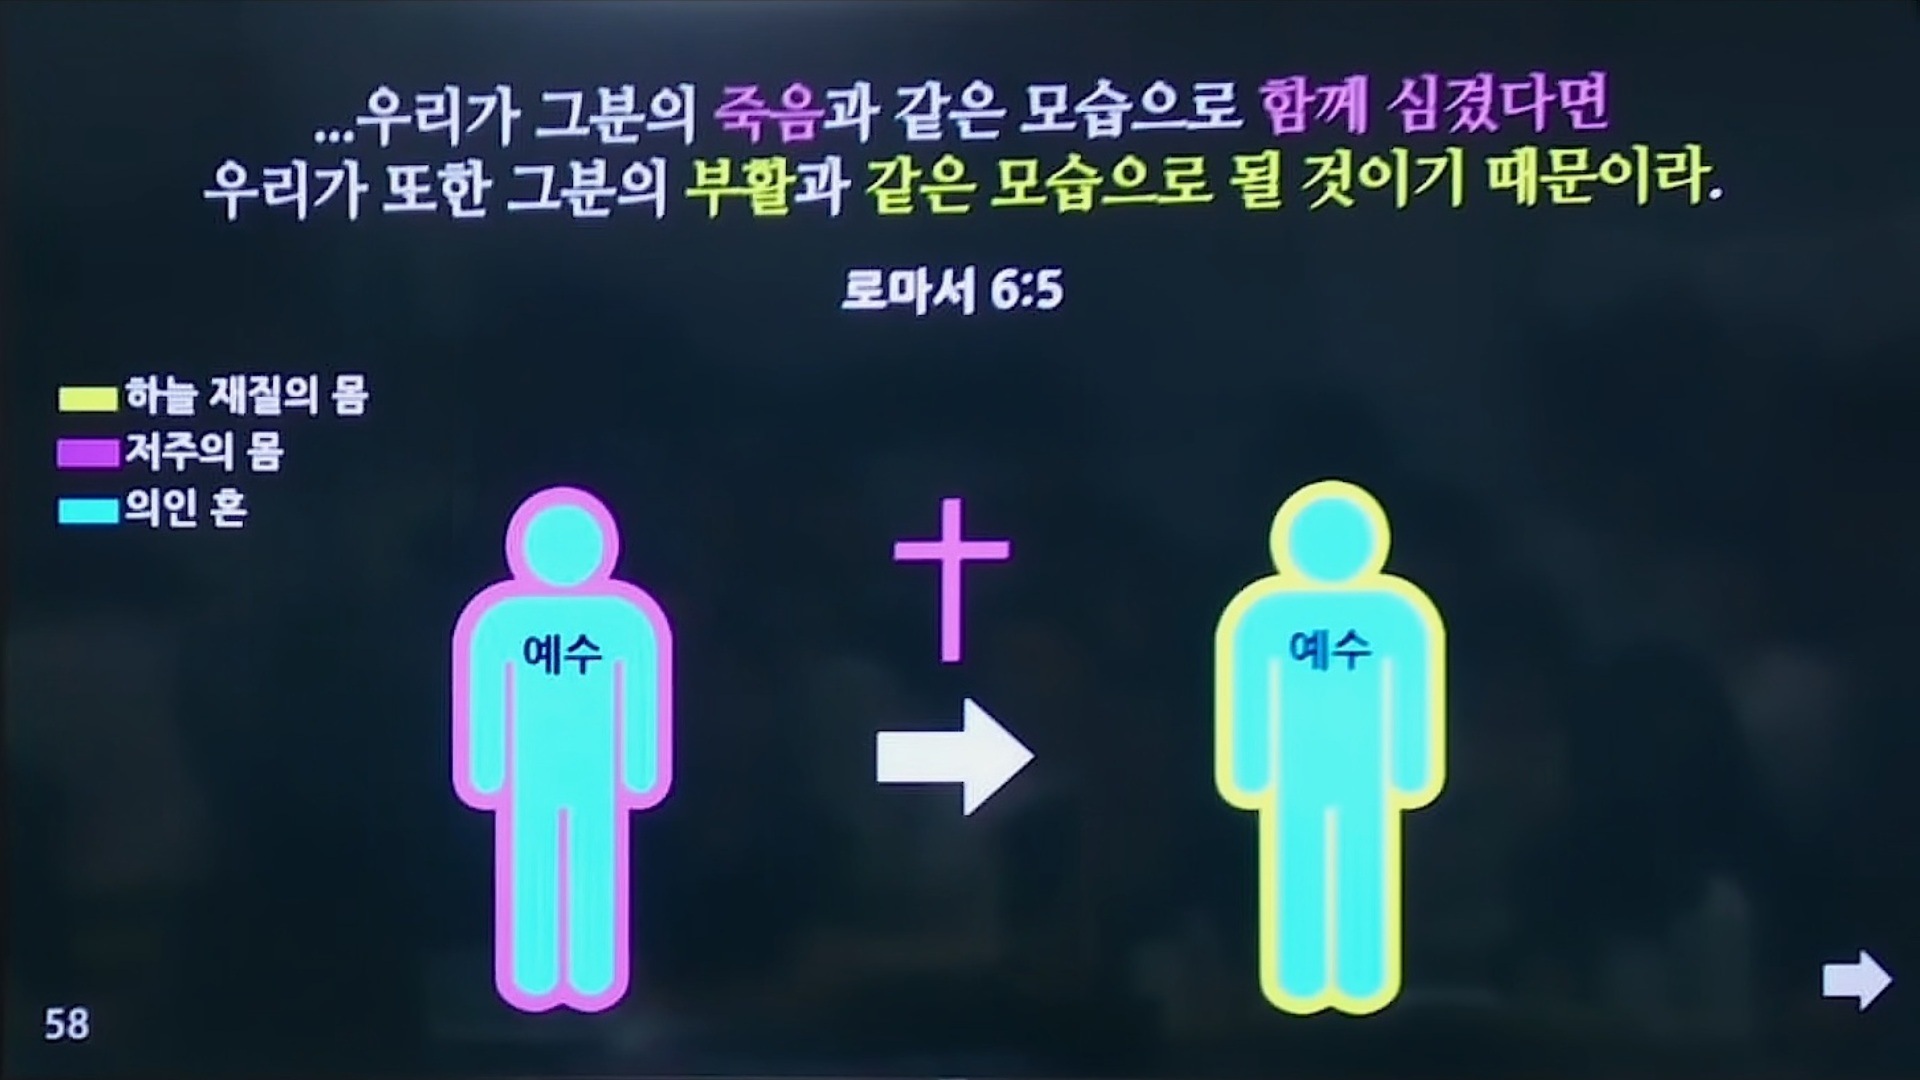 ...우리가 그분의 죽음과 같은 모습으로 함께 심겼다면
우리가 또한 그분의 부활과 같은 모습으로 될 것이기 때문이라.
로마서 6:5
하늘 재질의 몸
저주의 몸
의인 혼
예수
예수
58